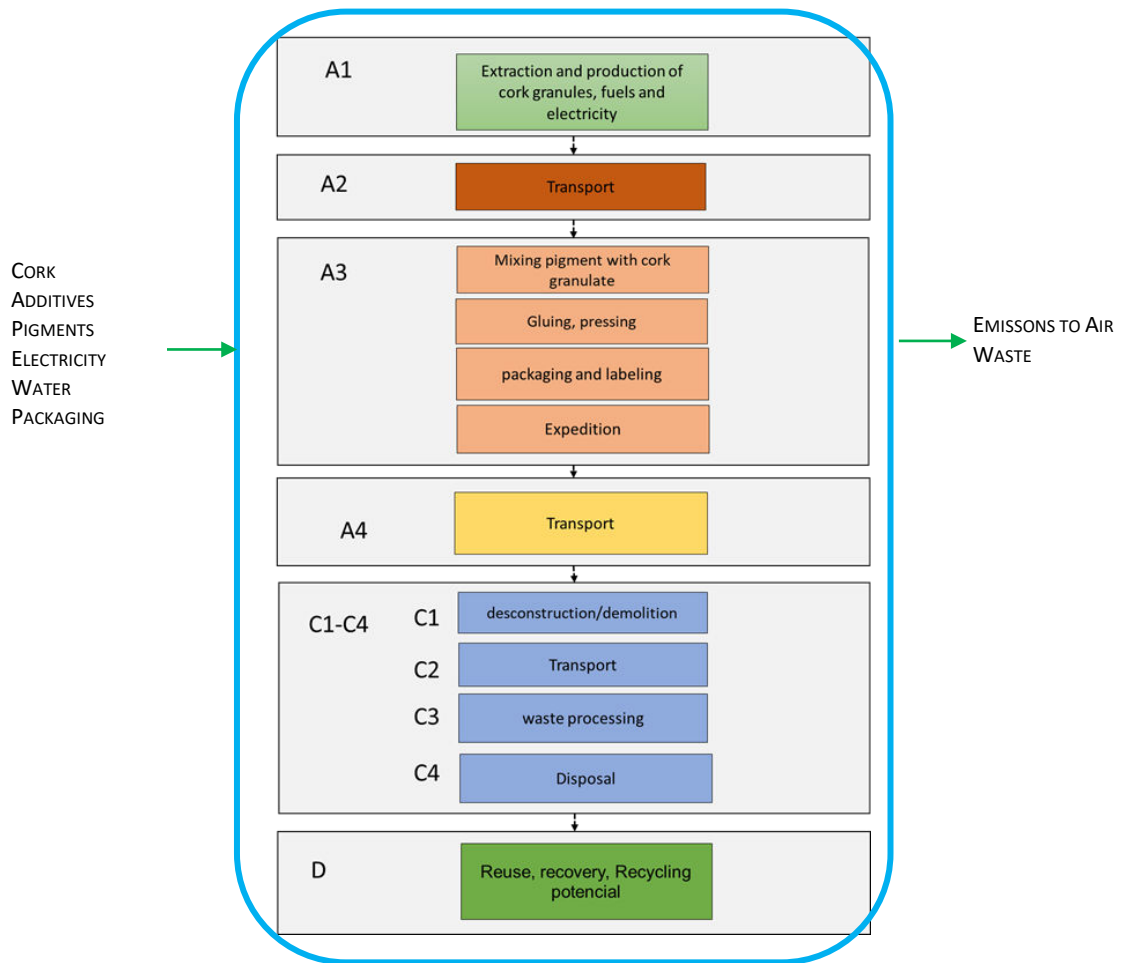 A1
Extraction and production of
cork granules, fuels and
electricity
A2
Transport
A3
Mixing pigment with cork
granulate
Gluing, pressing
packaging and labeling
Expedition
CORK
ADDITIVES
PIGMENTS
ELECTRICITY
WATER
PACKAGING
EMISSONS TO AIR
WASTE
A4
Transport
C1-C4
C1
desconstruction/demolition
C2
Transport
C3
waste processing
C4
Disposal
D
Reuse, recovery, Recycling
potencial